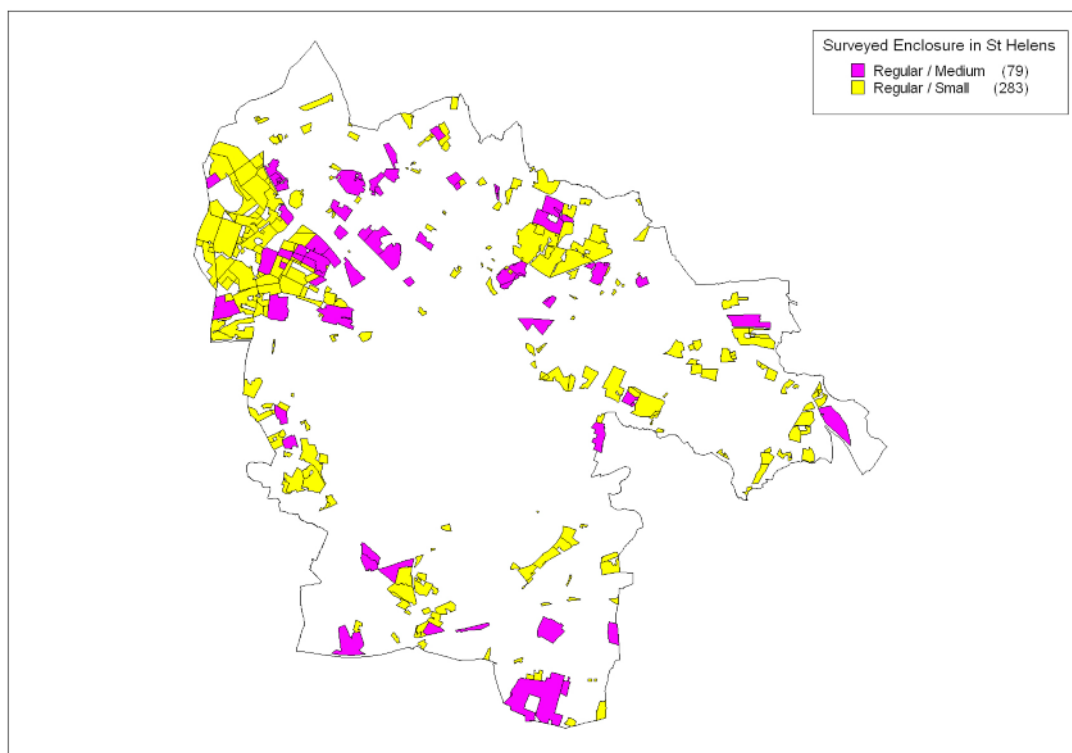 Surveyed Enclosure in St Helens
Regular / Medium (79)
Regular / Small (283)